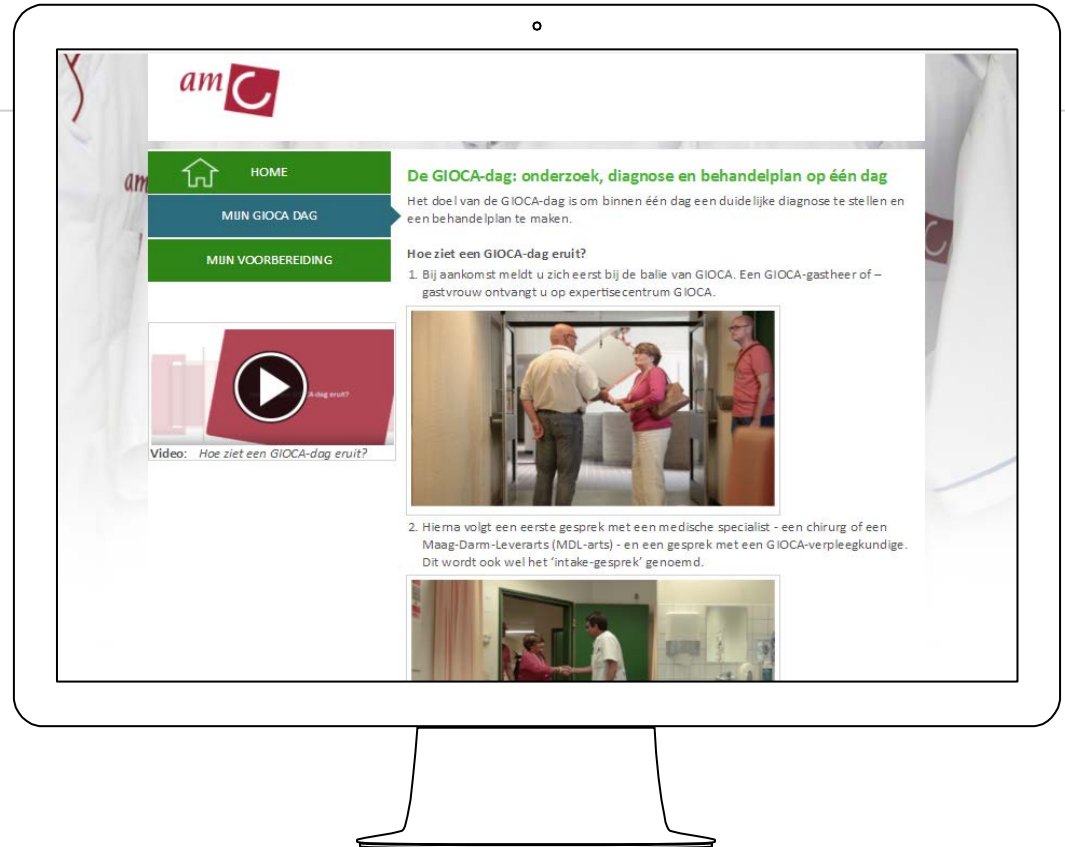 am
HOME
MIJN GIOCA DAG
MIJN VOORBEREIDING
Video: Hoe ziet een GIOCA-dag eruit?
De GIOCA-dag: onderzoek, diagnose en behandelplan op één dag
Het doel van de GIOCA-dag is om binnen één dag een duidelijke diagnose te stellen en
een behandelplan te maken.
Hoe ziet een GIOCA-dag eruit?
1. Bij aankomst meldt u zich eerst bij de balie van GIOCA. Een GIOCA-gastheer of –
gastvrouw ontvangt u op expertisecentrum GIOCA.
2. Hierna volgt een eerste gesprek met een medische specialist - een chirurg of een
Maag-Darm-Leverarts (MDL-arts) - en een gesprek met een GIOCA-verpleegkundige.
Dit wordt ook wel het ‘intake-gesprek’ genoemd.